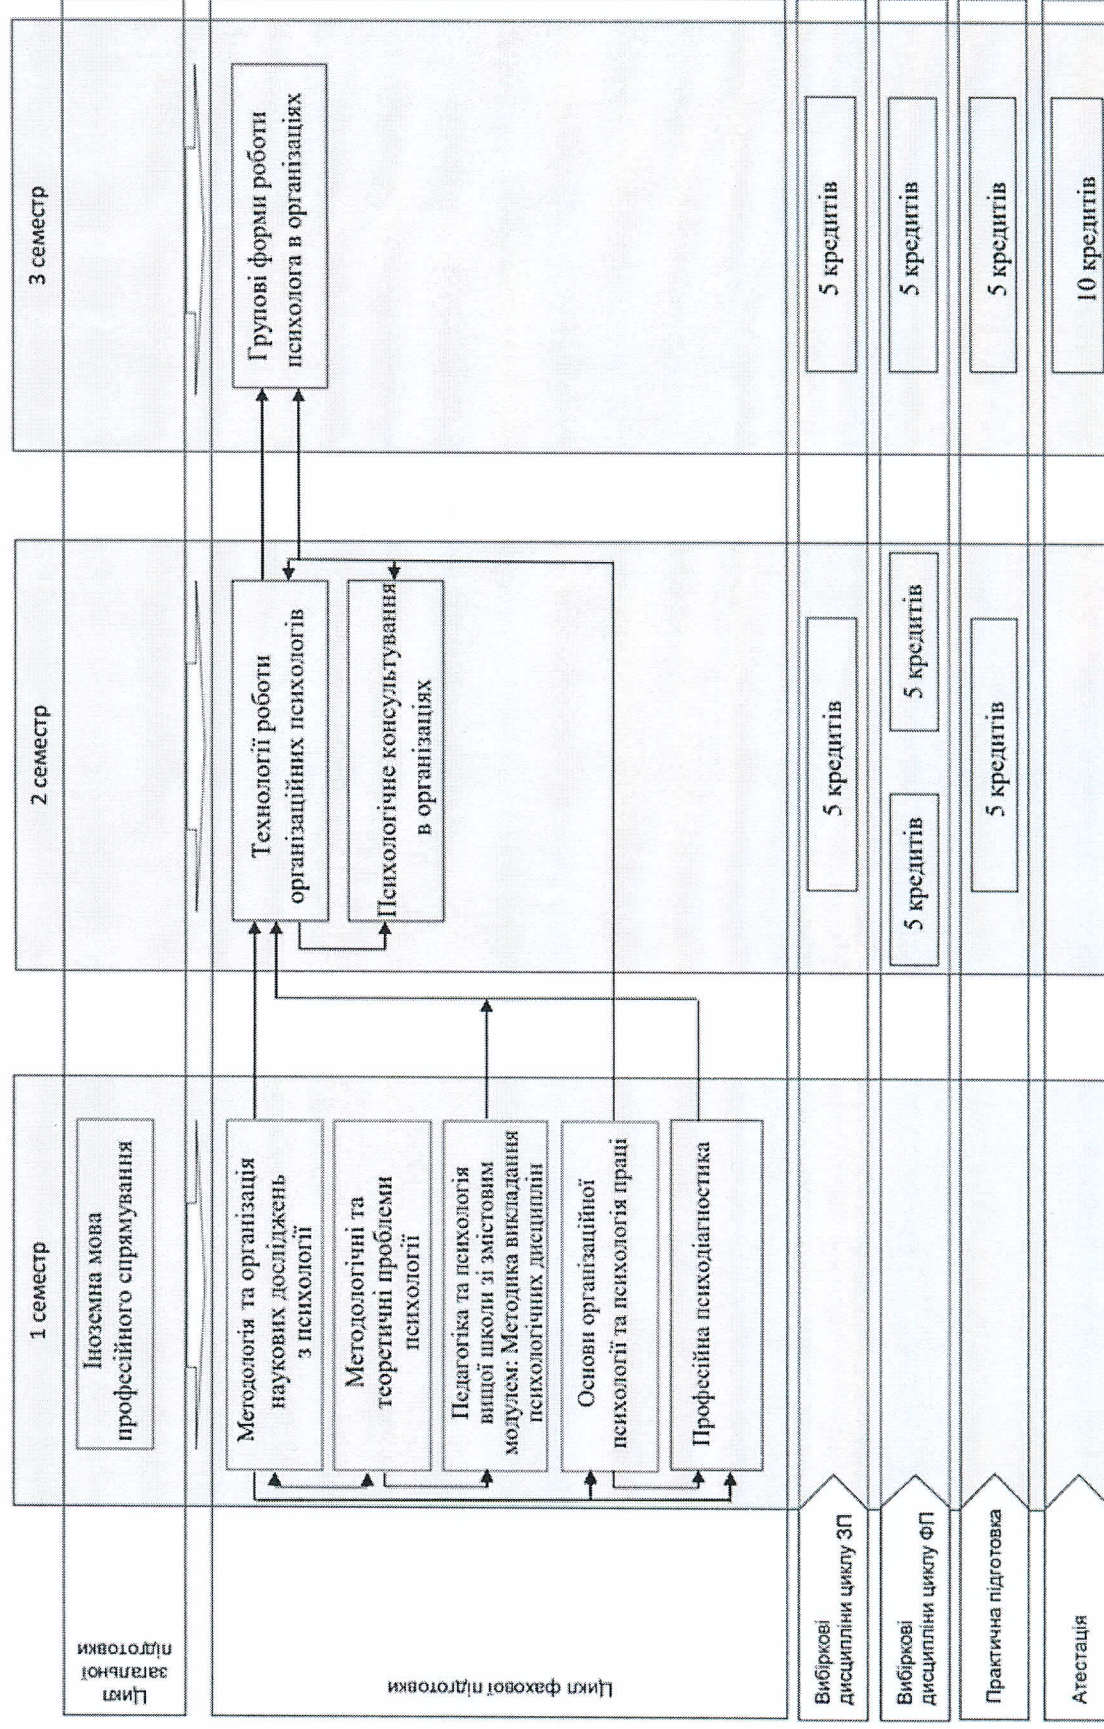 1 семестр
2 семестр
3 семестр
Цикл
загальної
підготовки
Іноземна мова
професійного спрямування
Цикл фахової підготовки
Методологія та організація
наукових досліджень
з психології
Методологічні та
теоретичні проблеми
психології
Педагогіка та психологія
вищої школи зі змістовим
модулем: Методика викладання
психологічних дисциплін
Основи організаційної
психології та психологія праці
Професійна психодіагностика
Технології роботи
організаційних психологів
Психологічне консультування
в організаціях
Групові форми роботи
психолога в організаціях
Вибіркові
дисципліни циклу ЗП
5 кредитів
5 кредитів
Вибіркові
дисципліни циклу ФП
5 кредитів
5 кредитів
5 кредитів
Практична підготовка
5 кредитів
5 кредитів
Атестація
10 кредитів